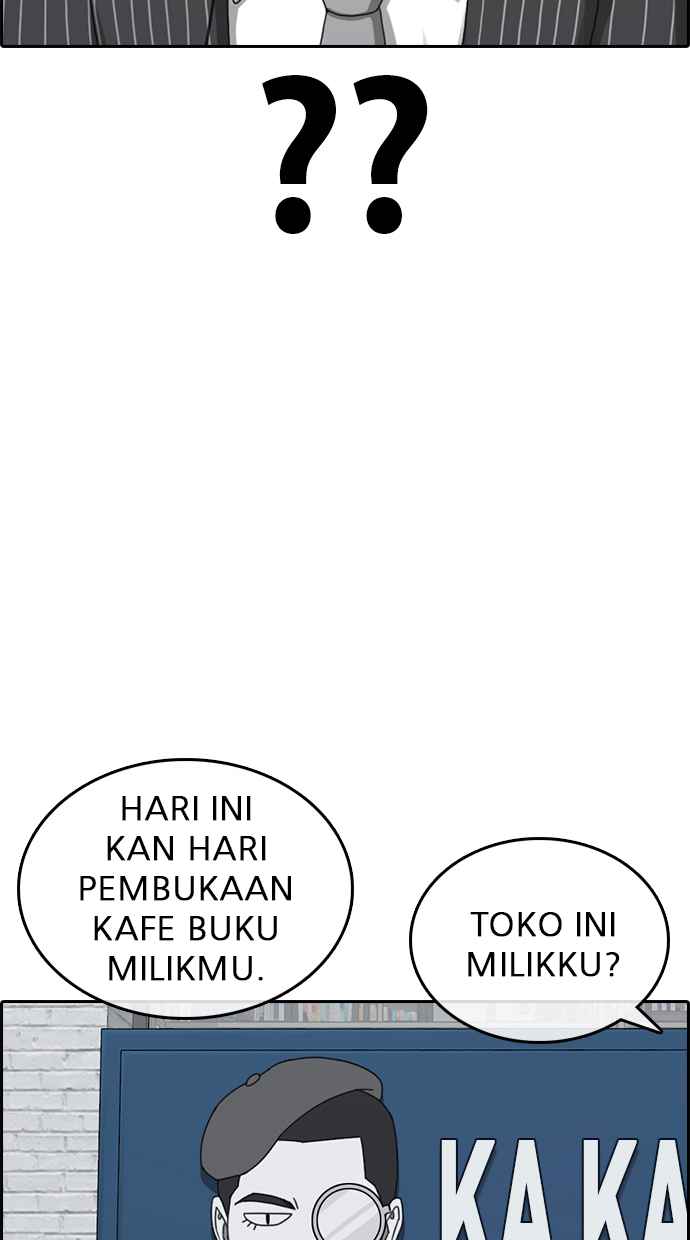 ??
HARI INI
KAN HARI
PEMBUKAAN
KAFE BUKU
MILIKMU.
TOKO INI
MILIKKU?
KA KA